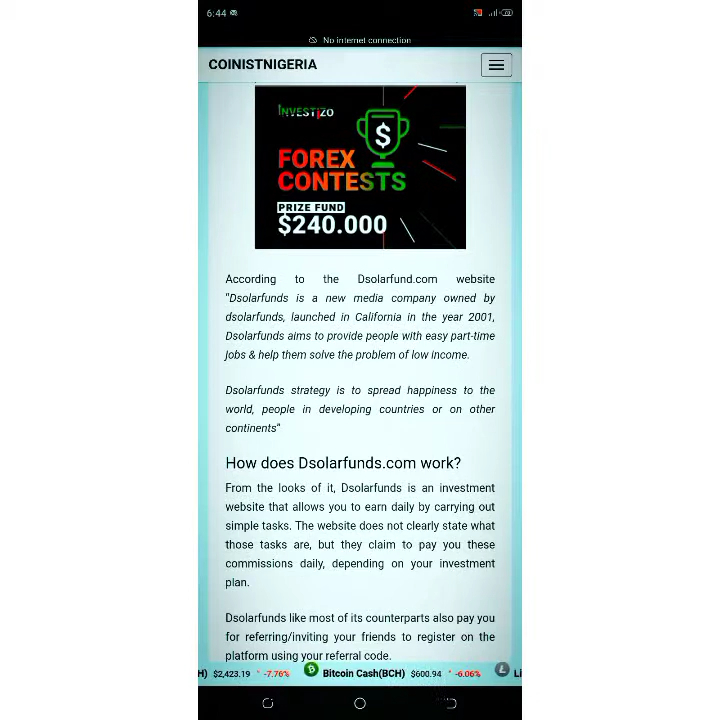 6:44
No internet connection
COINISTNIGERIA
INVESTIZO
$
FOREX
CONTESTS
PRIZE FUND
$240.000
According to the Dsolarfund.com website
"Dsolarfunds is a new media company owned by
dsolarfunds, launched in California in the year 2001,
Dsolarfunds aims to provide people with easy part-time
jobs & help them solve the problem of low income.
Dsolarfunds strategy is to spread happiness to the
world, people in developing countries or on other
continents"
How does Dsolarfunds.com work?
From the looks of it, Dsolarfunds is an investment
website that allows you to earn daily by carrying out
simple tasks. The website does not clearly state what
those tasks are, but they claim to pay you these
commissions daily, depending on your investment
plan.
Dsolarfunds like most of its counterparts also pay you
for referring/inviting your friends to register on the
platform using your referral code.
H) $2,423.19 -7.76% Bitcoin Cash(BCH) $600.94 -6.06% Li